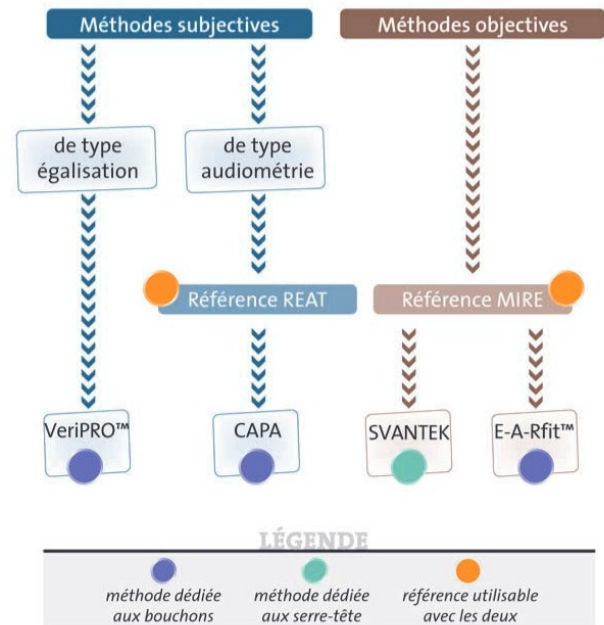 Méthodes subjectives
Méthodes objectives
de type
égalisation
de type
audiométrie
Référence REAT
Référence MIRE
VeriPRO™
CAPA
SVANTEK
E-A-Rfit™
LÉGENDE
méthode dédiée
aux bouchons
méthode dédiée
aux serre-tête
référence utilisable
avec les deux